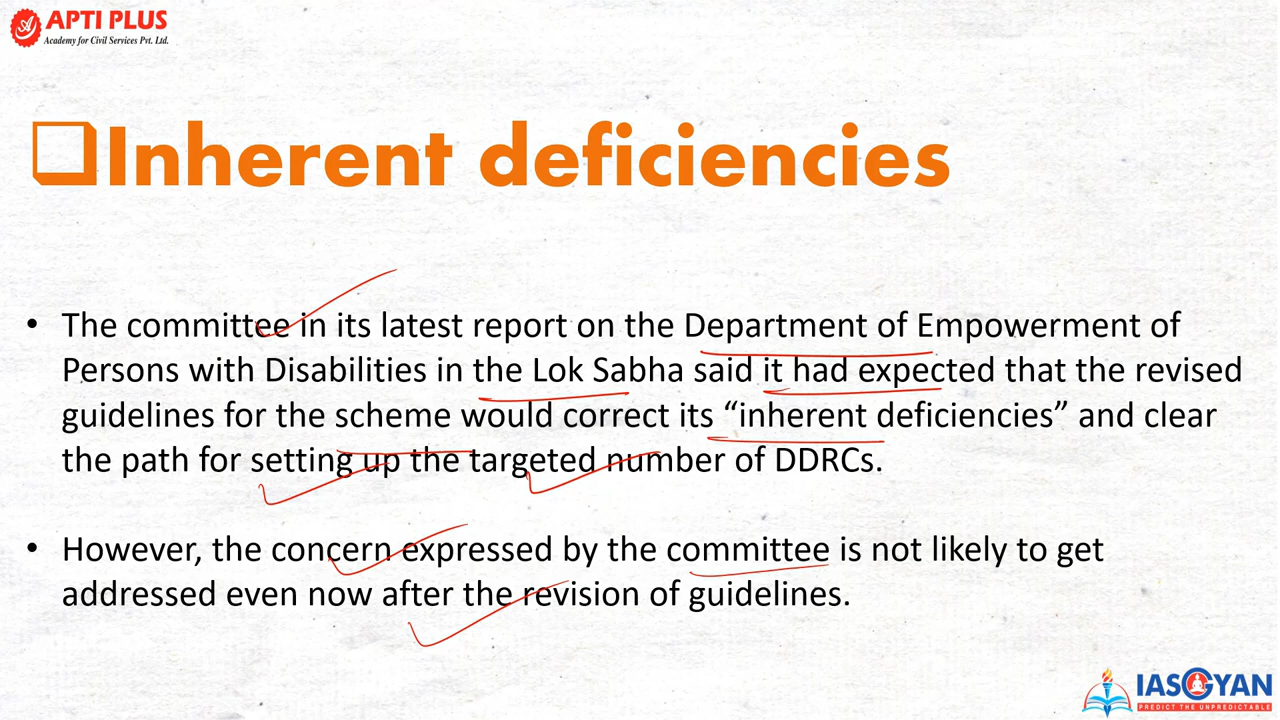 APTI PLUS
Academy for Civil Services Pvt. Ltd.
Inherent deficiencies
• The committee in its latest report on the Department of Empowerment of
Persons with Disabilities in the Lok Sabha said it had expected that the revised
guidelines for the scheme would correct its “inherent deficiencies” and clear
the path for setting up the targeted number of DDRCs.
• However, the concern expressed by the committee is not likely to get
addressed even now after the revision of guidelines.
IASGYAN
PREDICT THE UNPREDICTABLE